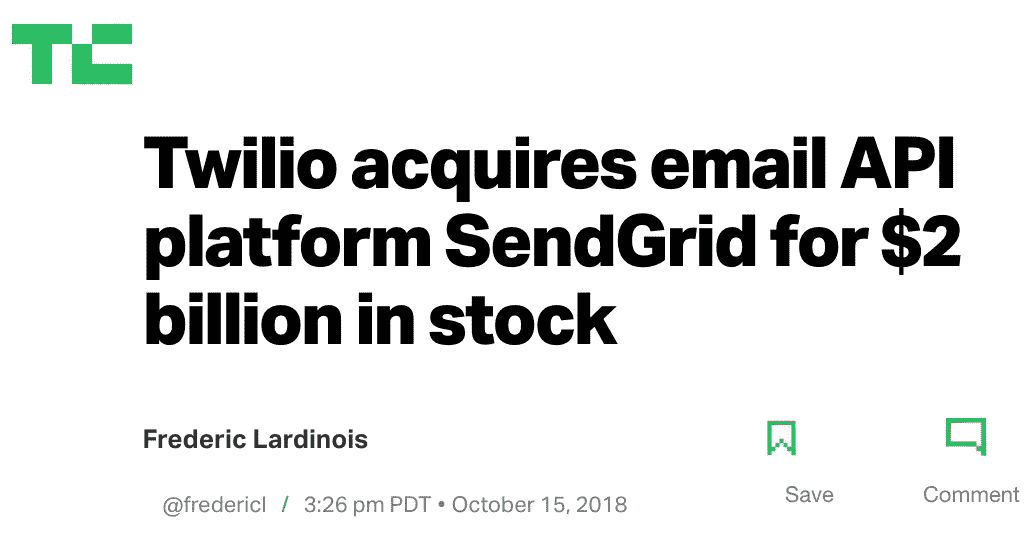 TC
Twilio acquires email API
platform SendGrid for $2
billion in stock
Frederic Lardinois
@fredericl / 3:26 pm PDT • October 15, 2018
Save
Comment